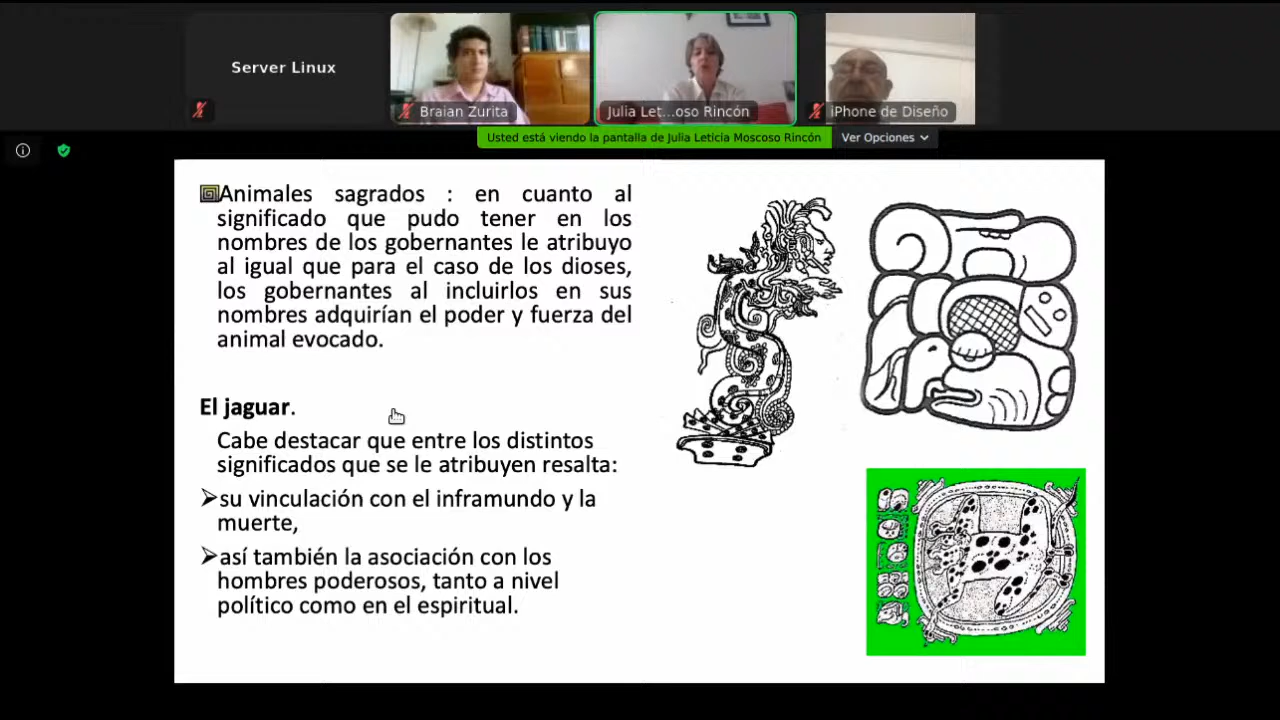 Server Linux
Braian Zurita
Julia Let...oso Rincón
iPhone de Diseño
Usted está viendo la pantalla de Julia Leticia Moscoso Rincón
Ver Opciones
Animales sagrados : en cuanto al
significado que pudo tener en los
nombres de los gobernantes le atribuyo
al igual que para el caso de los dioses,
los gobernantes al incluirlos en sus
nombres adquirían el poder y fuerza del
animal evocado.
El jaguar.
Cabe destacar que entre los distintos
significados que se le atribuyen resalta:
su vinculación con el inframundo y la
muerte,
así también la asociación con los
hombres poderosos, tanto a nivel
político como en el espiritual.